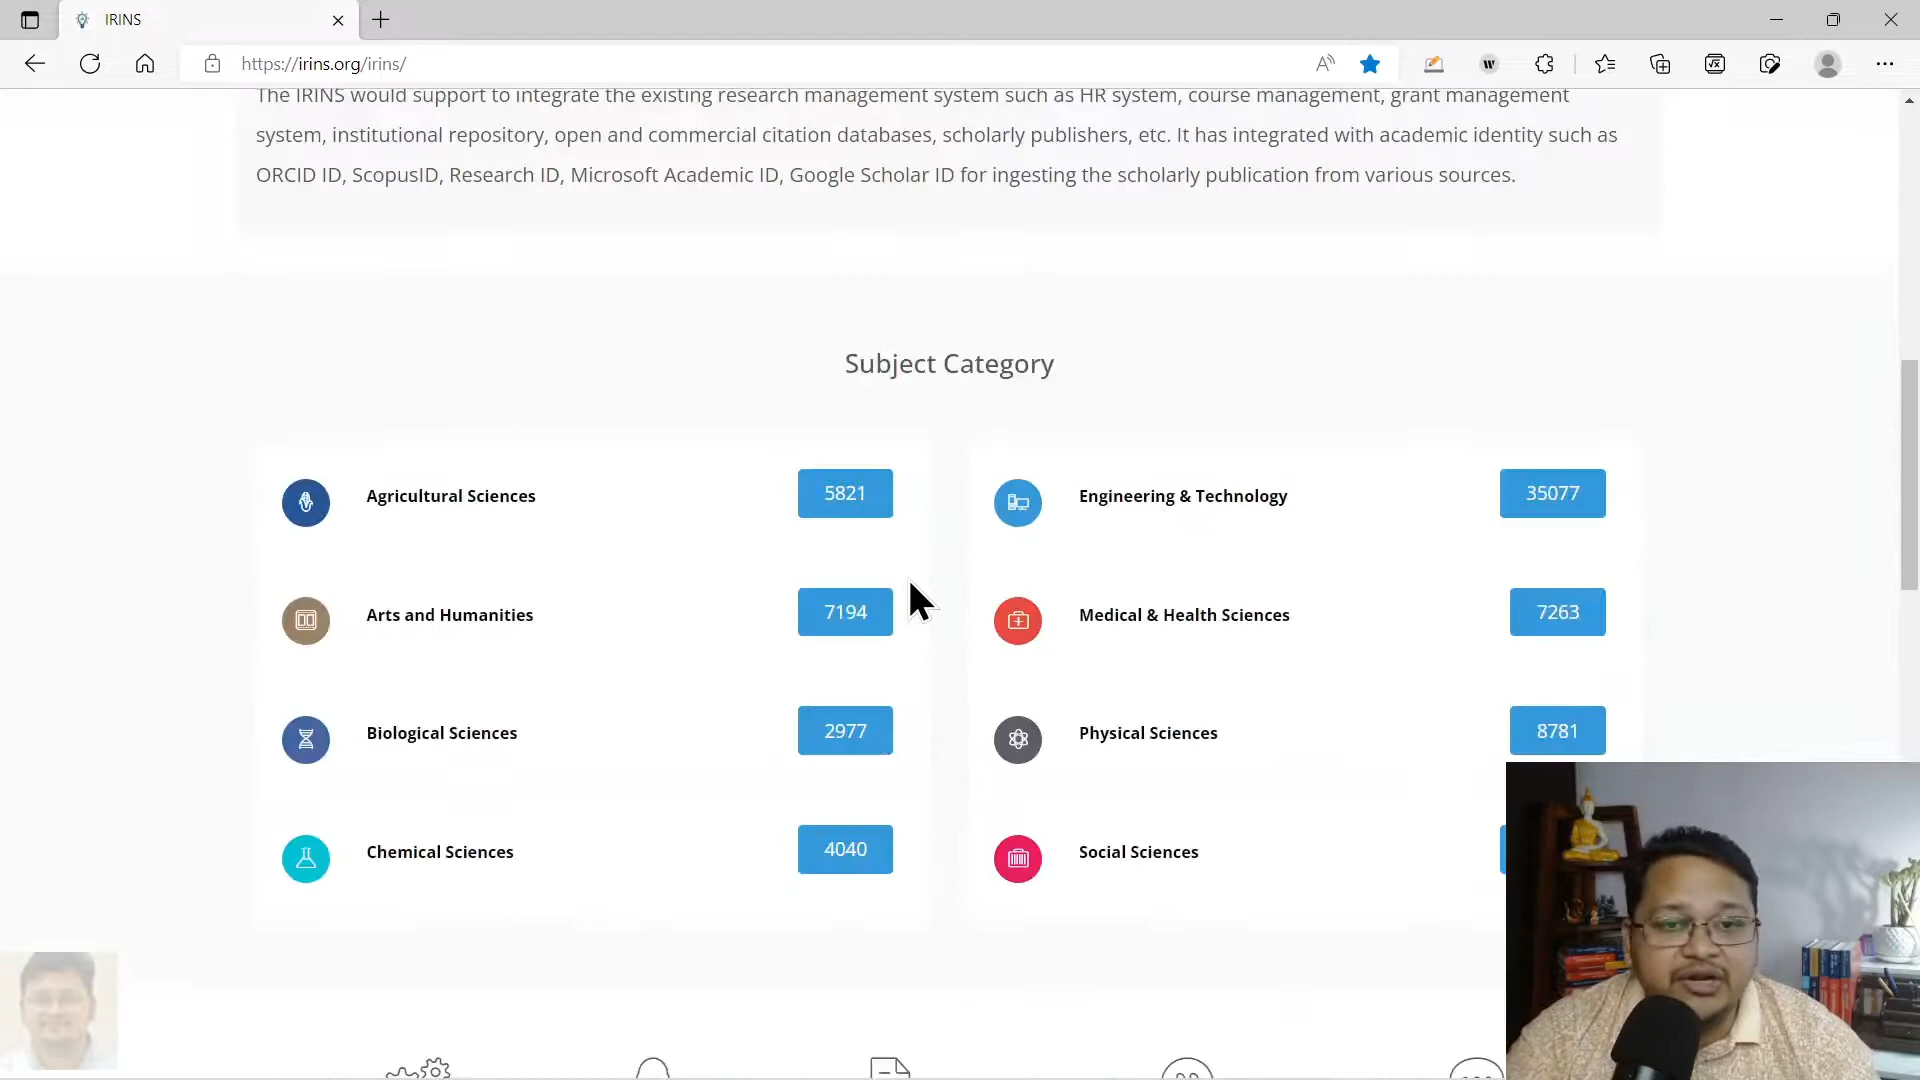 IRINS
https://irins.org/irins/
The IRINS would support to integrate the existing research management system such as HR system, course management, grant management
system, institutional repository, open and commercial citation databases, scholarly publishers, etc. It has integrated with academic identity such as
ORCID ID, ScopusID, Research ID, Microsoft Academic ID, Google Scholar ID for ingesting the scholarly publication from various sources.
Subject Category
Agricultural Sciences 5821
Engineering & Technology 35077
Arts and Humanities 7194
Medical & Health Sciences 7263
Biological Sciences 2977
Physical Sciences 8781
Chemical Sciences 4040
Social Sciences